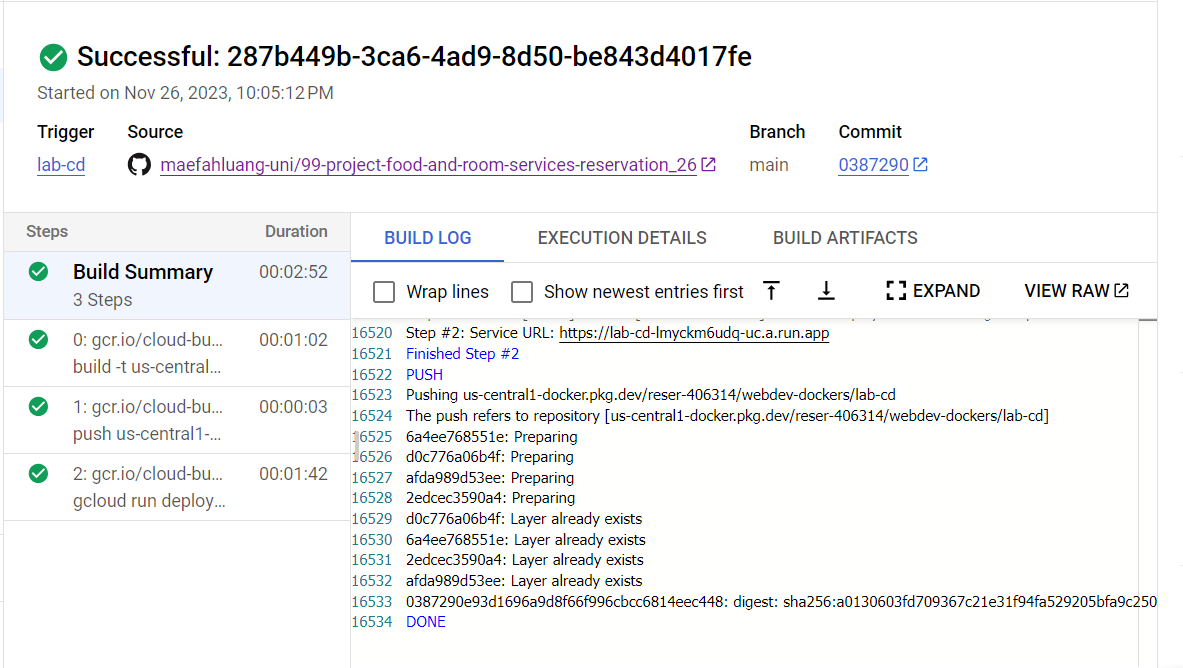 Successful: 287b449b-3ca6-4ad9-8d50-be843d4017fe
Started on Nov 26, 2023, 10:05:12 PM
Trigger Source Branch Commit
lab-cd maefahluang-uni/99-project-food-and-room-services-reservation_26 main 0387290
Steps Duration
Build Summary 00:02:52
3 Steps
0: gcr.io/cloud-bu... 00:01:02
build -t us-central...
1: gcr.io/cloud-bu... 00:00:03
push us-central1-...
2: gcr.io/cloud-bu... 00:01:42
gcloud run deploy...
BUILD LOG EXECUTION DETAILS BUILD ARTIFACTS
Wrap lines Show newest entries first EXPAND VIEW RAW
16520 Step #2: Service URL: https://lab-cd-lmyckm6udq-uc.a.run.app
16521 Finished Step #2
16522 PUSH
16523 Pushing us-central1-docker.pkg.dev/reser-406314/webdev-dockers/lab-cd
16524 The push refers to repository [us-central1-docker.pkg.dev/reser-406314/webdev-dockers/lab-cd]
16525 6a4ee768551e: Preparing
16526 d0c776a06b4f: Preparing
16527 afda989d53ee: Preparing
16528 2edcec3590a4: Preparing
16529 d0c776a06b4f: Layer already exists
16530 6a4ee768551e: Layer already exists
16531 2edcec3590a4: Layer already exists
16532 afda989d53ee: Layer already exists
16533 0387290e93d1696a9d8f66f996cbcc6814eec448: digest: sha256:a0130603fd709367c21e31f94fa529205bfa9c250
16534 DONE